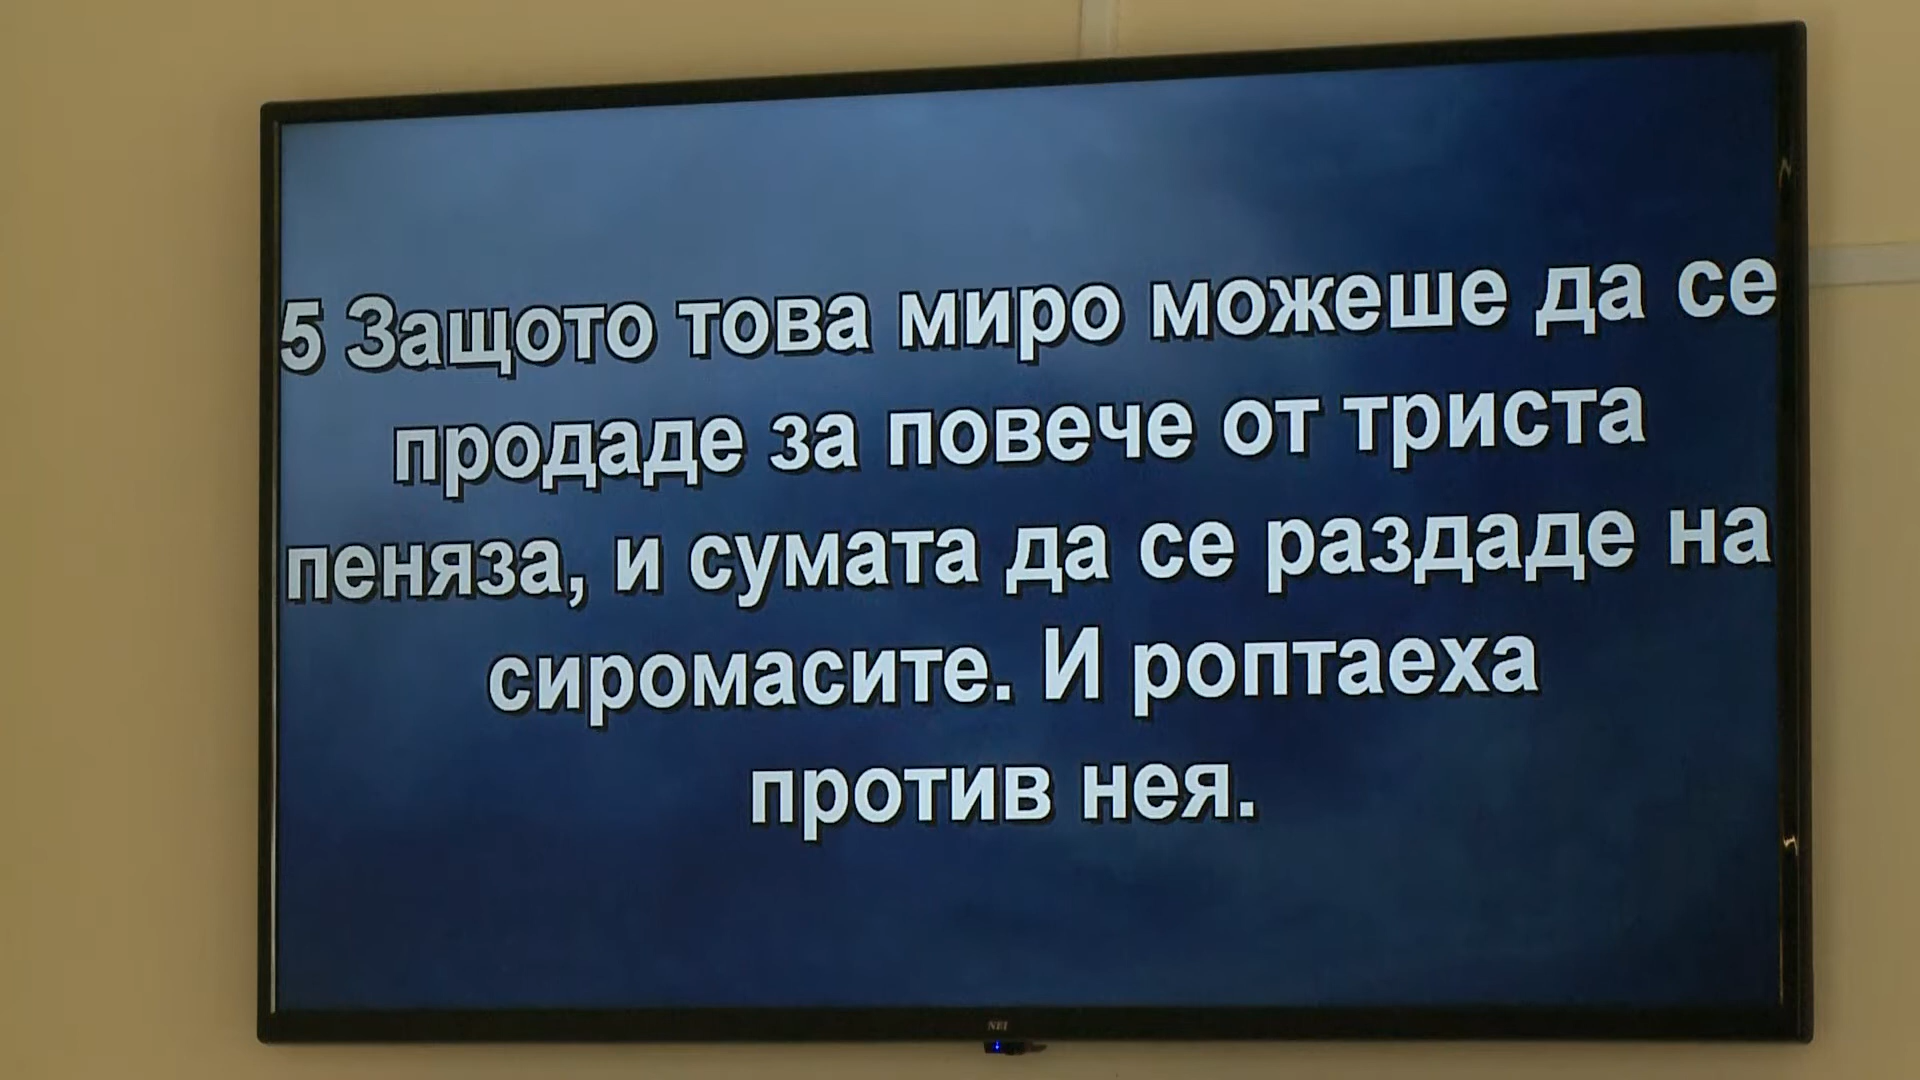 5 Защото това миро можеше да се
продаде за повече от триста
пеняза, и сумата да се раздаде на
сиромасите. И роптаеха
против нея.
NEI